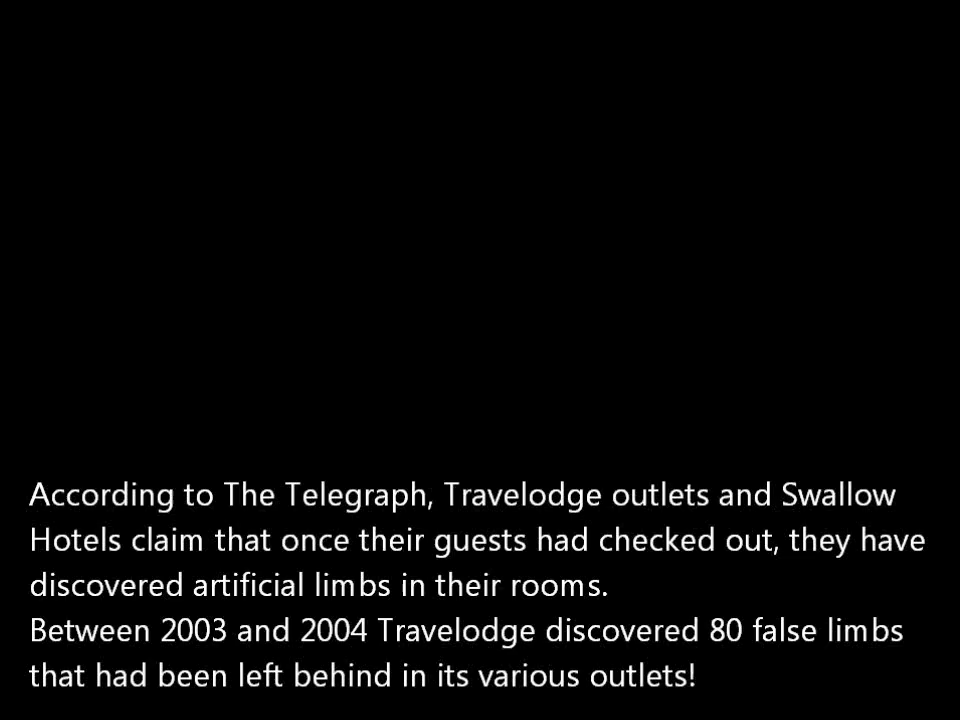 According to The Telegraph, Travelodge outlets and Swallow
Hotels claim that once their guests had checked out, they have
discovered artificial limbs in their rooms.
Between 2003 and 2004 Travelodge discovered 80 false limbs
that had been left behind in its various outlets!